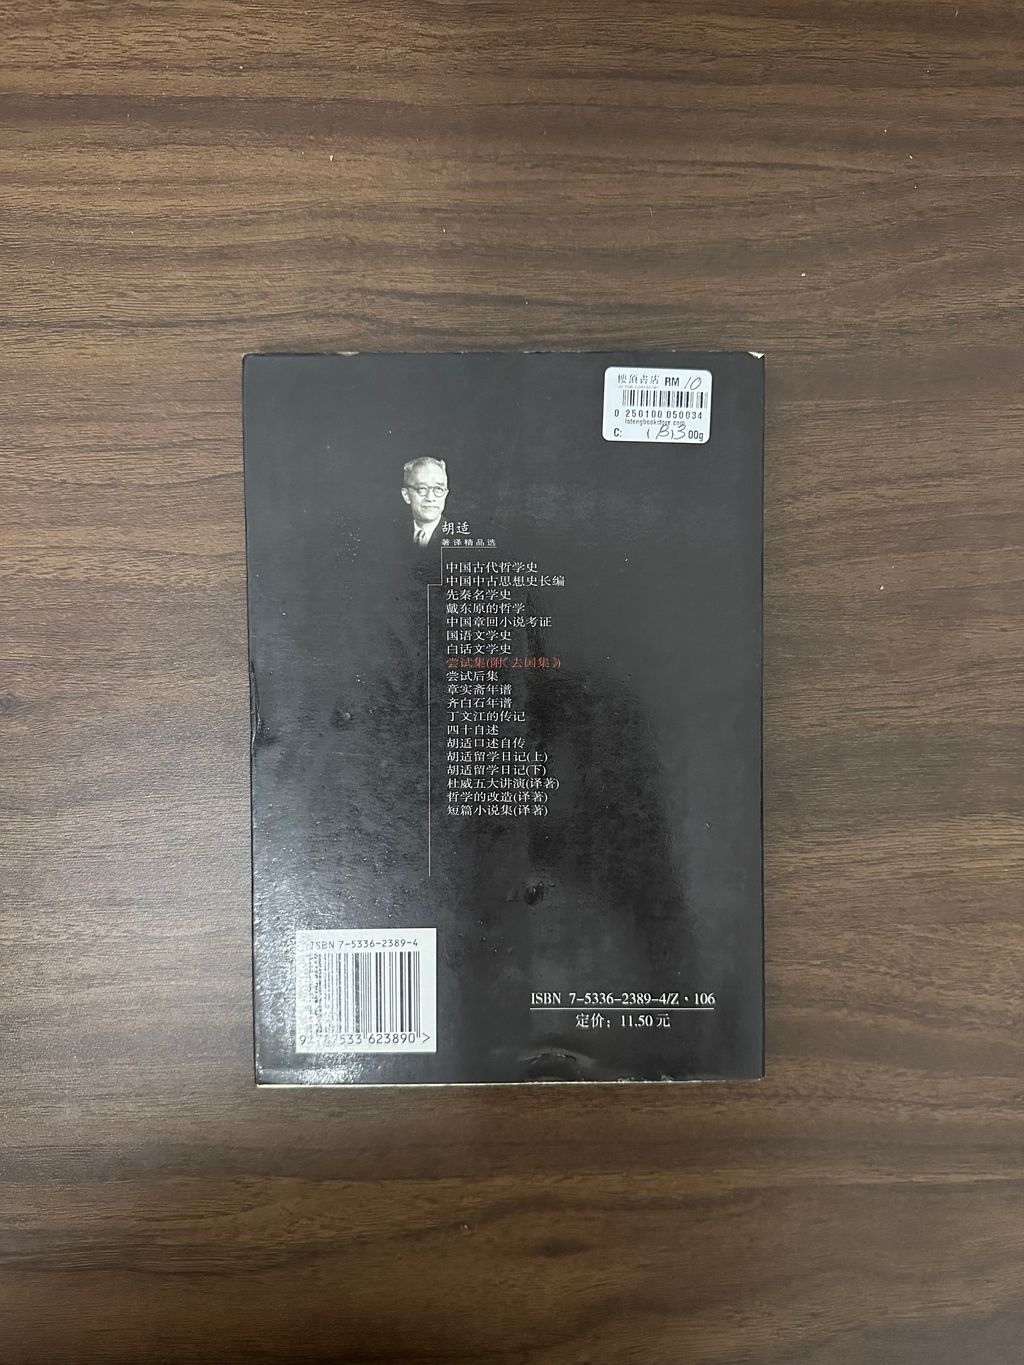 樓角书店 RM 10
0 250100 050034
C: (B)3 00g
胡适
著译精品选
中国古代哲学史
中国中古思想史长编
先秦名学史
戴东原的哲学
中国章回小说考证
国语文学史
白话文学史
尝试集(附《去国集》)
尝试后集
章实斋年谱
齐白石年谱
丁文江的传记
四十自述
胡适口述自传
胡适留学日记(上)
胡适留学日记(下)
杜威五大讲演(译著)
哲学的改造(译著)
短篇小说集(译著)
ISBN 7-5336-2389-4
9 787533 623890 >
ISBN 7-5336-2389-4/Z·106
定价：11.50 元